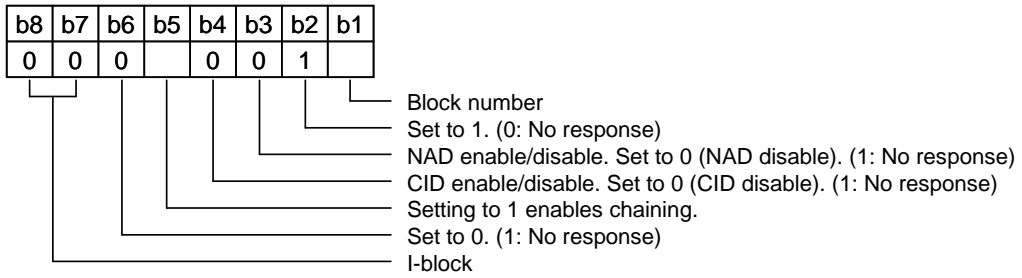 b8 b7 b6 b5 b4 b3 b2 b1
0 0 0 0 0 1
Block number
Set to 1. (0: No response)
NAD enable/disable. Set to 0 (NAD disable). (1: No response)
CID enable/disable. Set to 0 (CID disable). (1: No response)
Setting to 1 enables chaining.
Set to 0. (1: No response)
I-block